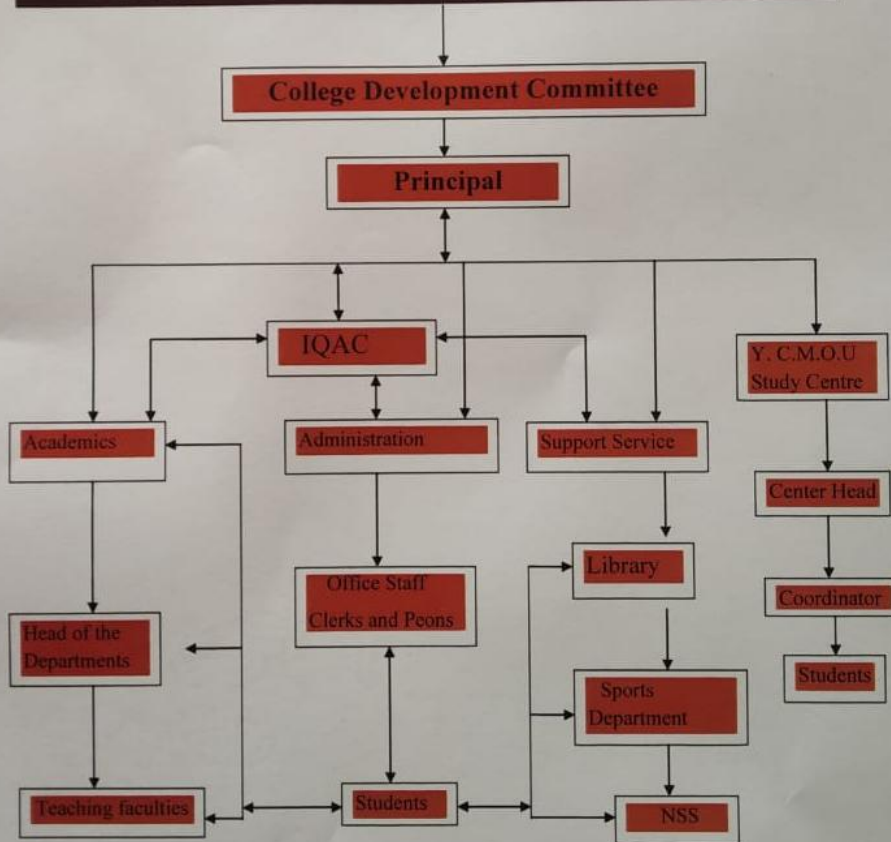 College Development Committee
Principal
IQAC
Y. C.M.O.U
Study Centre
Academics
Administration
Support Service
Center Head
Library
Office Staff
Clerks and Peons
Coordinator
Head of the
Departments
Sports
Department
Students
Teaching faculties
Students
NSS